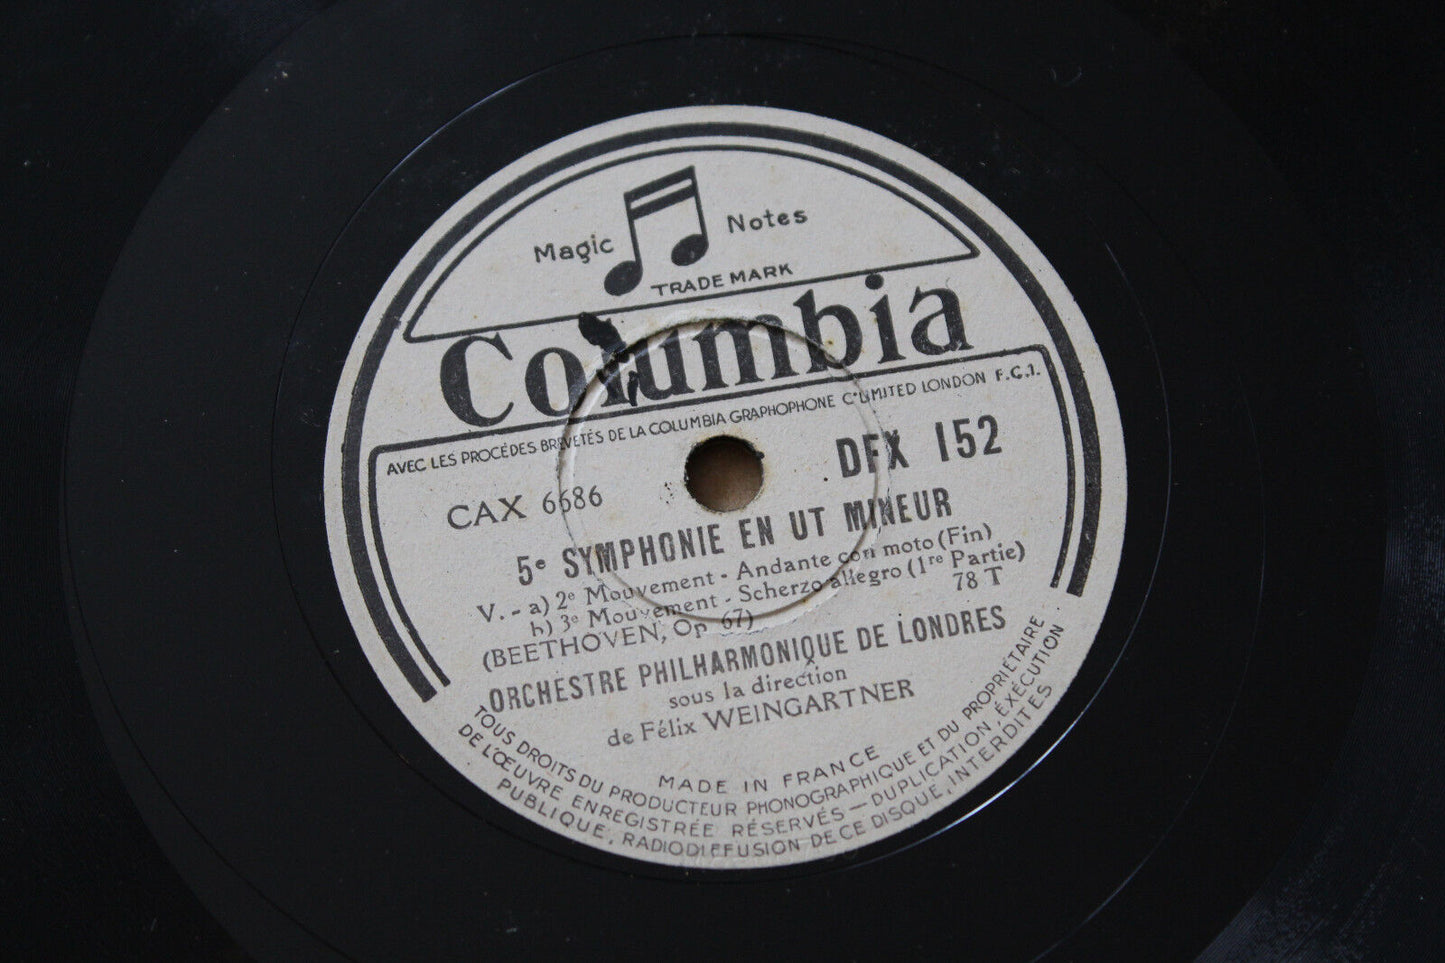 Magic Notes
TRADE MARK
Columbia
AVEC LES PROCÉDES BREVETÉS DE LA COLUMBIA GRAPHOPHONE Cº LIMITED LONDON F.C.1.
DFX 152
CAX 6686
5e SYMPHONIE EN UT MINEUR
V. - a) 2e Mouvement - Andante con moto (Fin)
b) 3e Mouvement - Scherzo allegro (1re Partie)
78 T
(BEETHOVEN, Op 67)
ORCHESTRE PHILHARMONIQUE DE LONDRES
sous la direction
de Félix WEINGARTNER
MADE IN FRANCE
TOUS DROITS DU PRODUCTEUR PHONOGRAPHIQUE ET DU PROPRIÉTAIRE
DE L'ŒUVRE ENREGISTRÉE RÉSERVÉS — DUPLICATION, EXÉCUTION
PUBLIQUE, RADIODIFFUSION DE CE DISQUE, INTERDITES